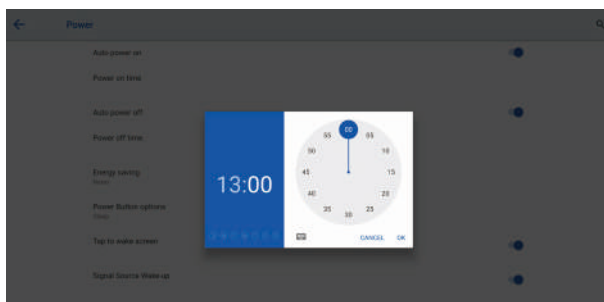 Power
Auto power on
Power on time
Auto power off
Power off time
Energy saving
Power Button options
Sleep
Tap to wake screen
Signal Source Wake up
13:00
00
05
10
15
20
25
30
35
40
45
50
55
CANCEL
OK